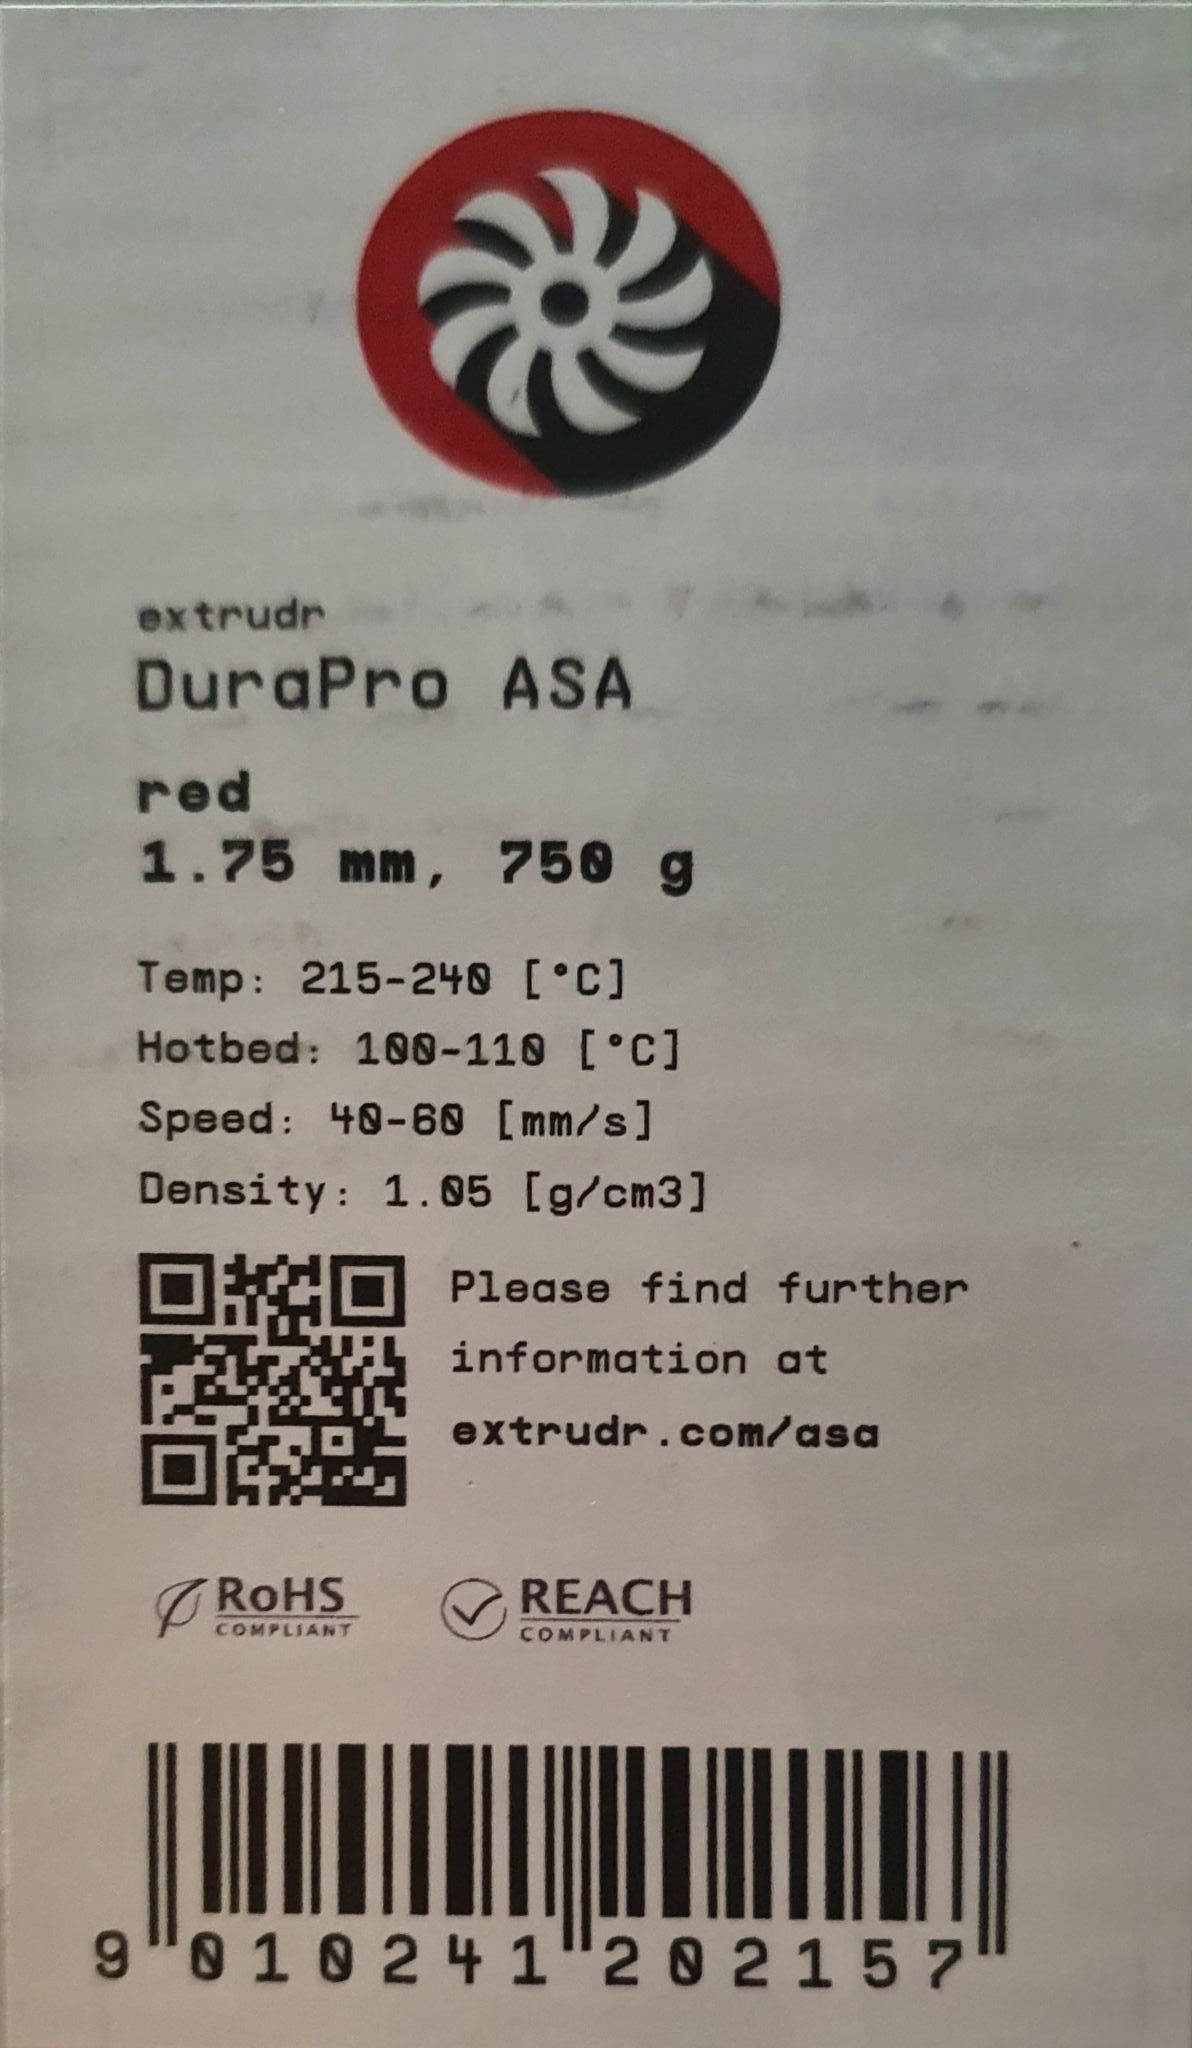 extrudr
DuraPro ASA
red
1.75 mm, 750 g
Temp: 215-240 [°C]
Hotbed: 100-110 [°C]
Speed: 40-60 [mm/s]
Density: 1.05 [g/cm3]
Please find further
information at
extrudr.com/asa
RoHS
COMPLIANT
REACH
COMPLIANT
9 010241 202157